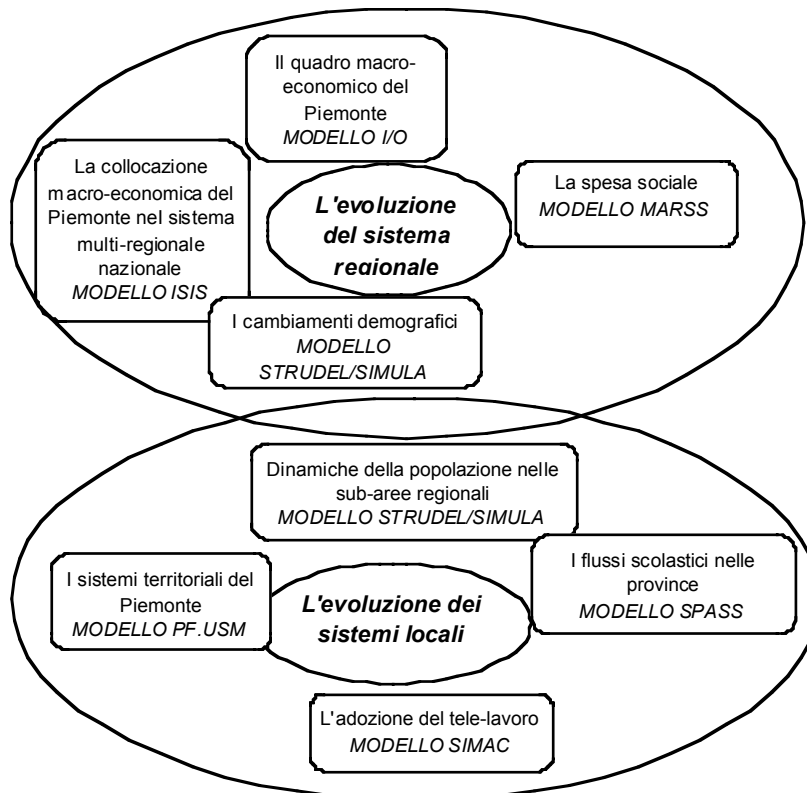 Il quadro macro-
economico del
Piemonte
MODELLO I/O
La collocazione
macro-economica del
Piemonte nel sistema
multi-regionale
nazionale
MODELLO ISIS
L'evoluzione
del sistema
regionale
La spesa sociale
MODELLO MARSS
I cambiamenti demografici
MODELLO
STRUDEL/SIMULA
Dinamiche della popolazione nelle
sub-aree regionali
MODELLO STRUDEL/SIMULA
I sistemi territoriali del
Piemonte
MODELLO PF.USM
L'evoluzione dei
sistemi locali
I flussi scolastici nelle
province
MODELLO SPASS
L'adozione del tele-lavoro
MODELLO SIMAC